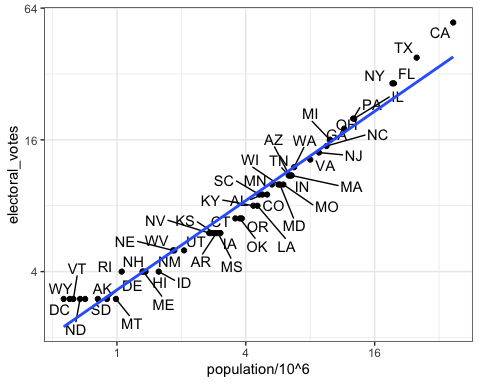 64
CA
TX
NY
FL
PA
IL
MI
OH
GA
NC
16
AZ
WA
TN
NJ
VA
WI
MN
IN
MA
SC
KY
AL
CO
MO
MD
NV
KS
CT
OR
LA
NE
WV
UT
IA
OK
VT
RI
NH
NM
AR
MS
4
WY
AK
DE
HI
ID
DC
SD
ME
ND
MT
1
4
16
population/10^6
electoral_votes